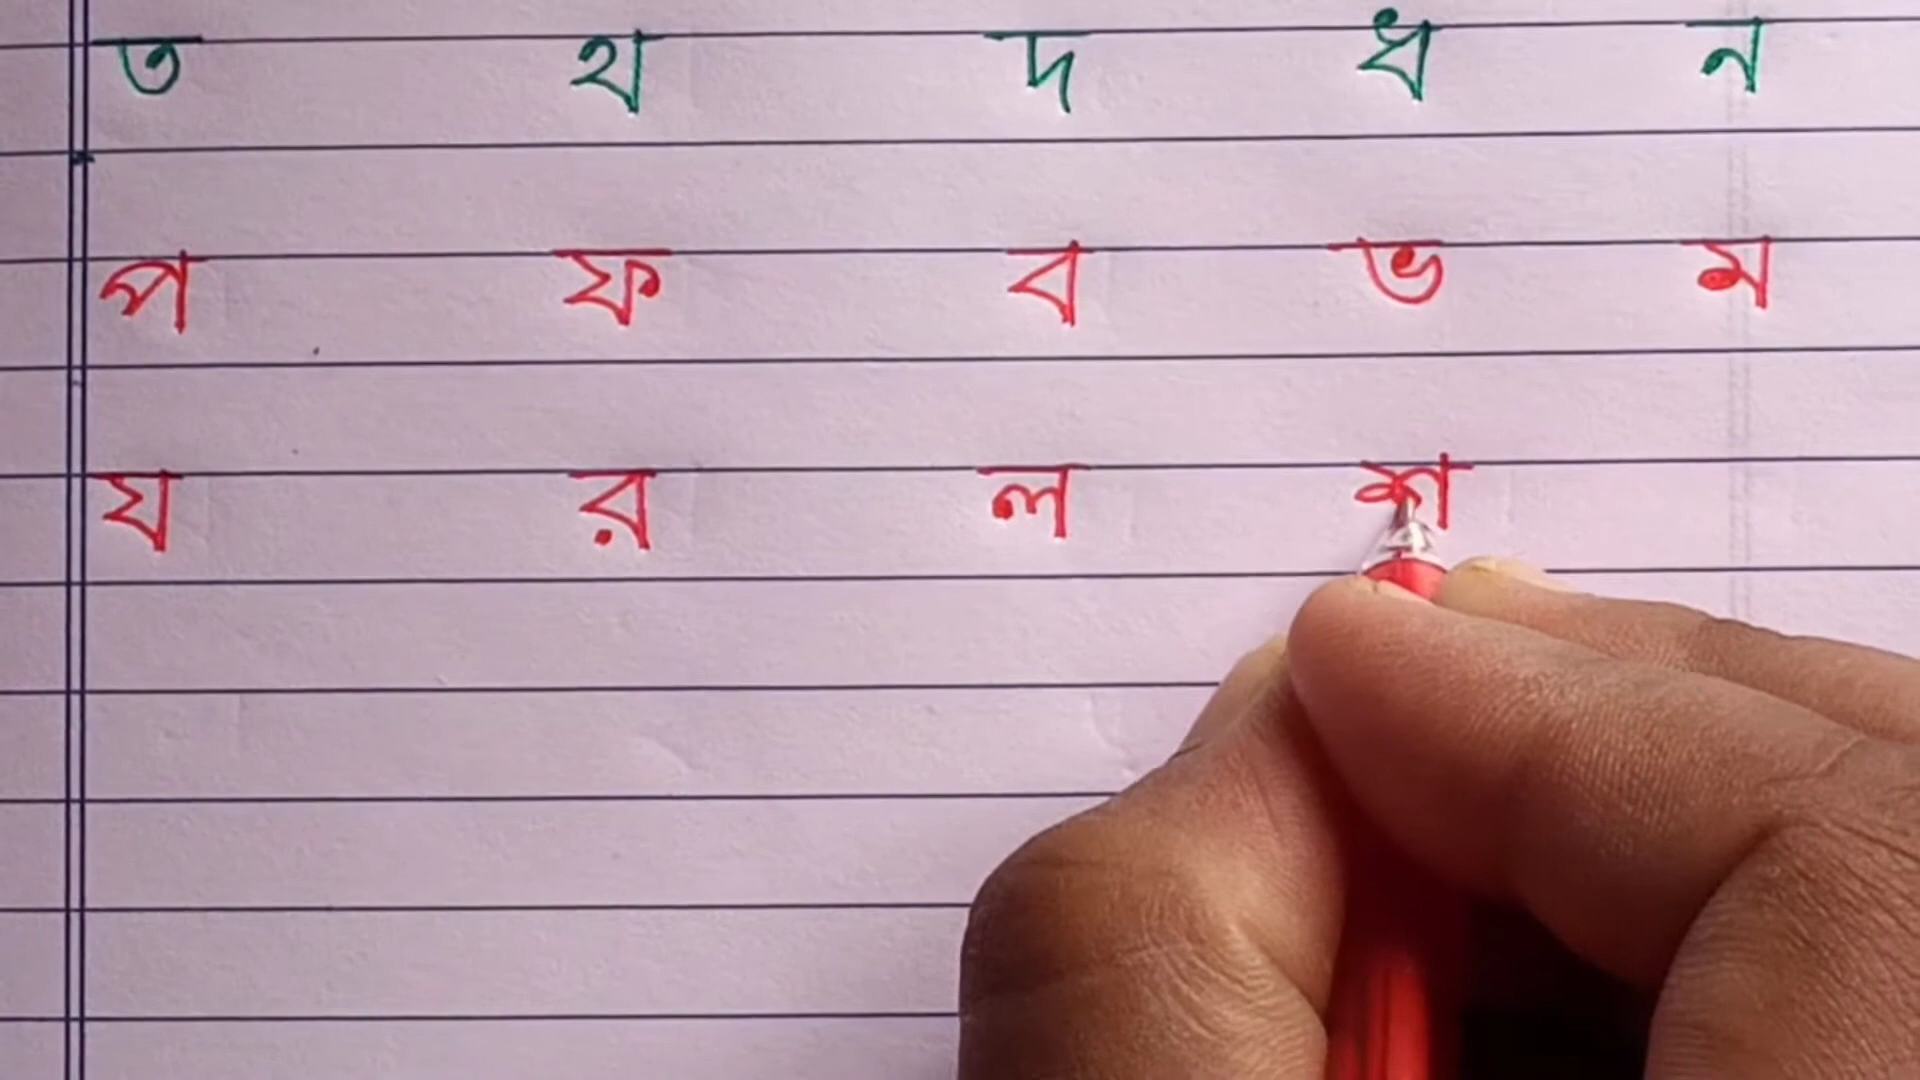 ত থ দ ধ ন
প ফ ব ভ ম
য র ল শ